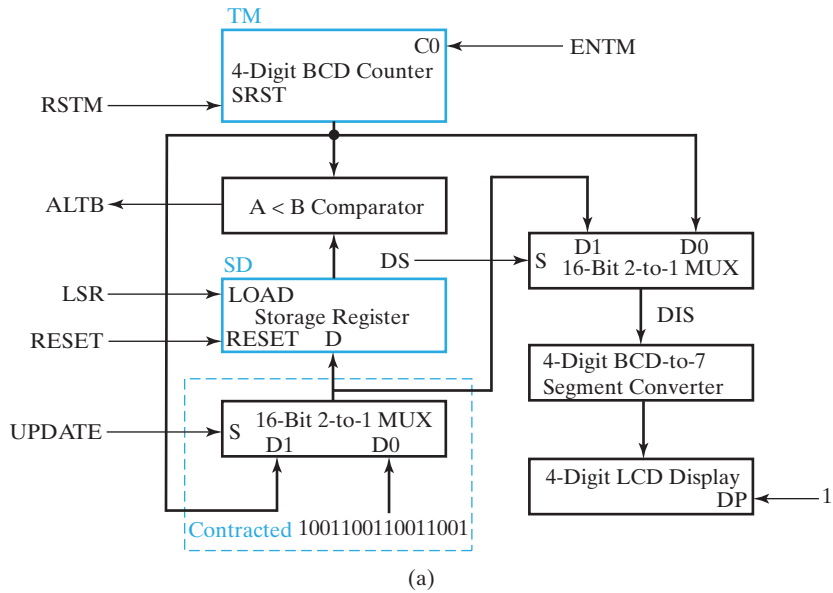 TM
C0
ENTM
4-Digit BCD Counter
SRST
RSTM
ALTB
A < B Comparator
DS
S
D1
D0
16-Bit 2-to-1 MUX
SD
LSR
LOAD
Storage Register
RESET
RESET
D
DIS
4-Digit BCD-to-7
Segment Converter
UPDATE
S
16-Bit 2-to-1 MUX
D1
D0
4-Digit LCD Display
DP
1
Contracted
1001100110011001
(a)